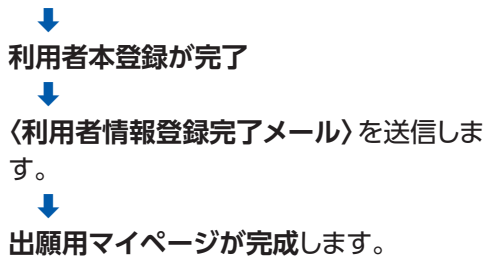 ⬇
利用者本登録が完了
⬇
〈利用者情報登録完了メール〉を送信しま
す。
⬇
出願用マイページが完成します。